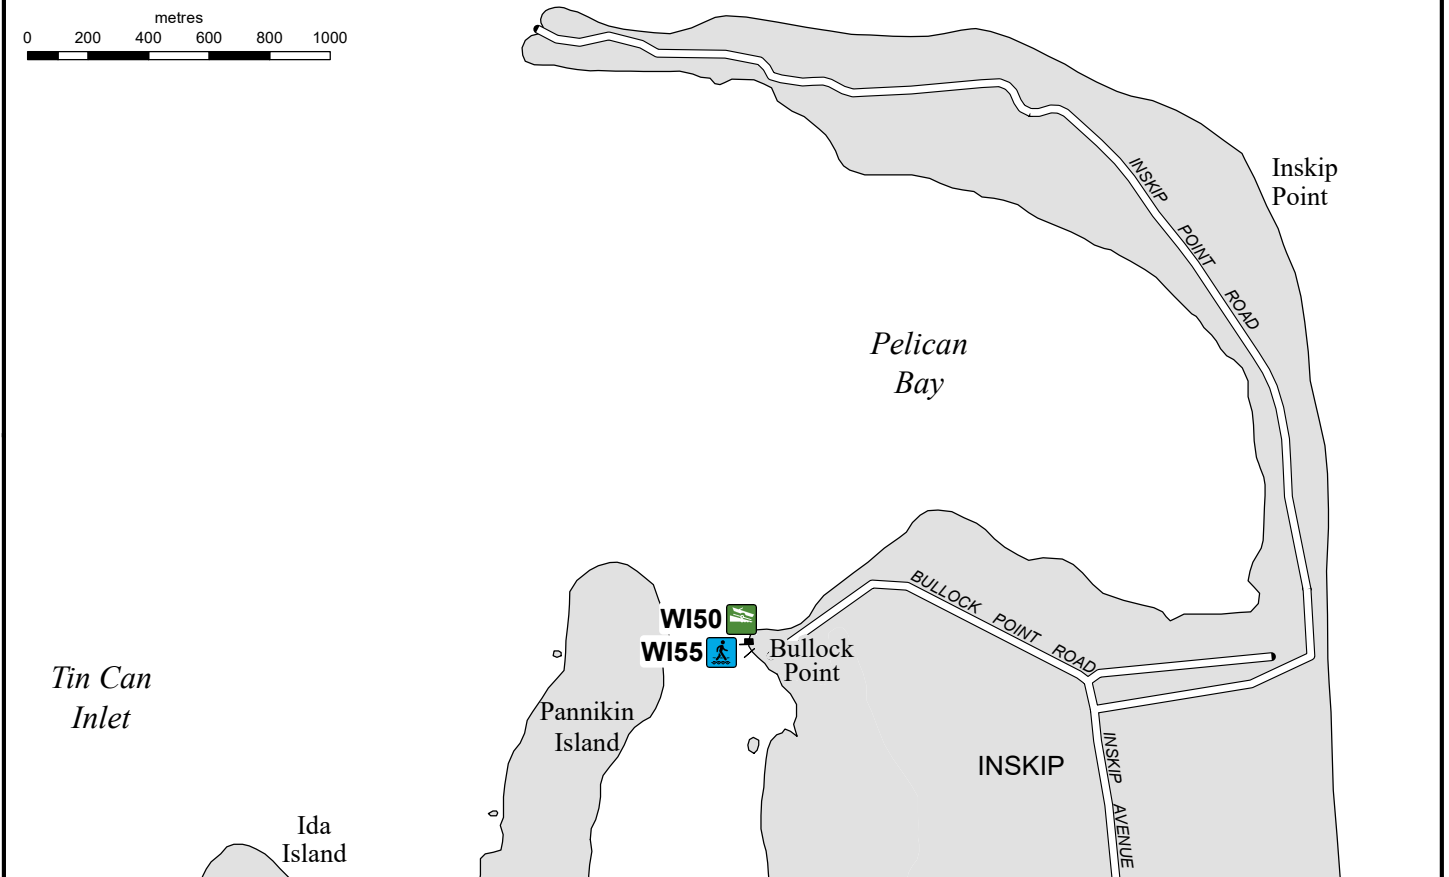 metres
0 200 400 600 800 1000
INSKIP POINT ROAD
Inskip
Point
Pelican
Bay
BULLOCK POINT ROAD
WI50
WI55
Bullock
Point
Tin Can
Inlet
Pannikin
Island
INSKIP
INSKIP AVENUE
Ida
Island